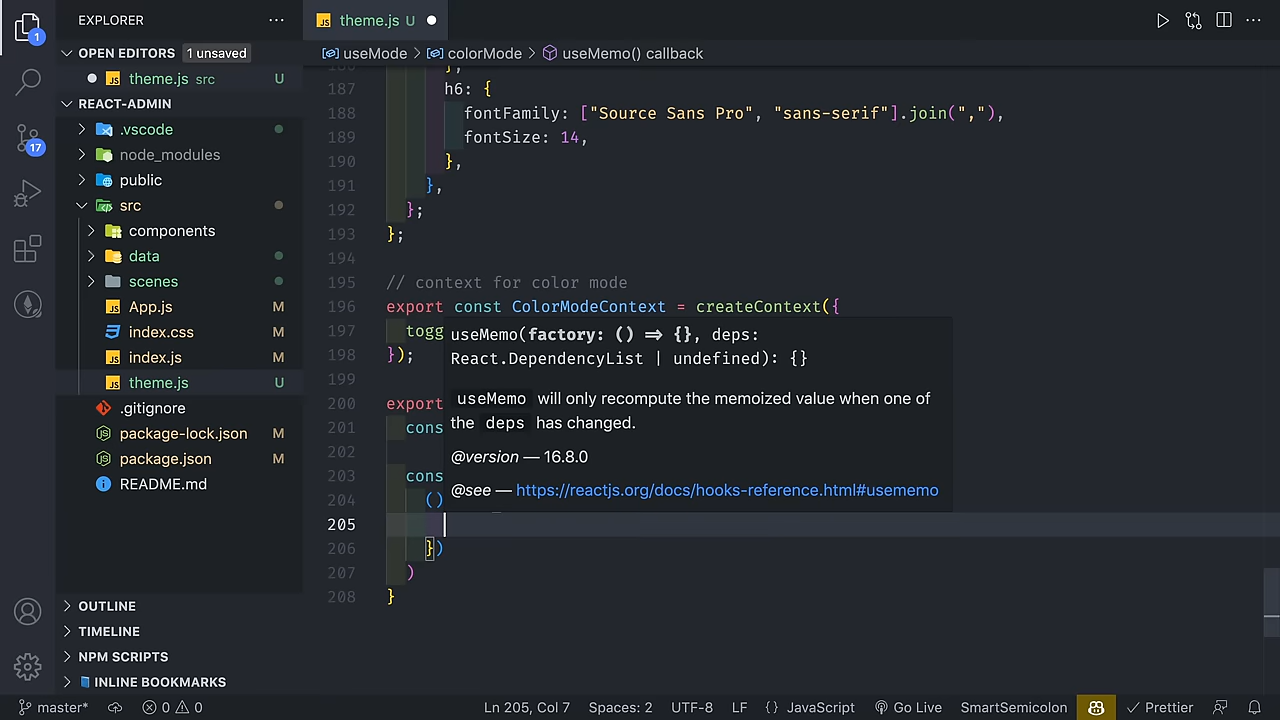 EXPLORER
theme.js U
OPEN EDITORS 1 unsaved
useMode > colorMode > useMemo() callback
theme.js src U
REACT-ADMIN
.vscode
node_modules
public
src
components
data
scenes
App.js M
index.css M
index.js M
theme.js U
.gitignore
package-lock.json M
package.json M
README.md
OUTLINE
TIMELINE
NPM SCRIPTS
INLINE BOOKMARKS
1
17
187 h6: {
188 fontFamily: ["Source Sans Pro", "sans-serif"].join(","),
189 fontSize: 14,
190 },
191 },
192 };
193 };
194
195 // context for color mode
196 export const ColorModeContext = createContext({
197 togg
198 });
199
200 export
201 cons
202
203 cons
204 ()
205
206 })
207 )
208 }
useMemo(factory: () => {}, deps:
React.DependencyList | undefined): {}
useMemo will only recompute the memoized value when one of
the deps has changed.
@version — 16.8.0
@see — https://reactjs.org/docs/hooks-reference.html#usememo
master* 0 0 Ln 205, Col 7 Spaces: 2 UTF-8 LF {} JavaScript Go Live SmartSemicolon Prettier